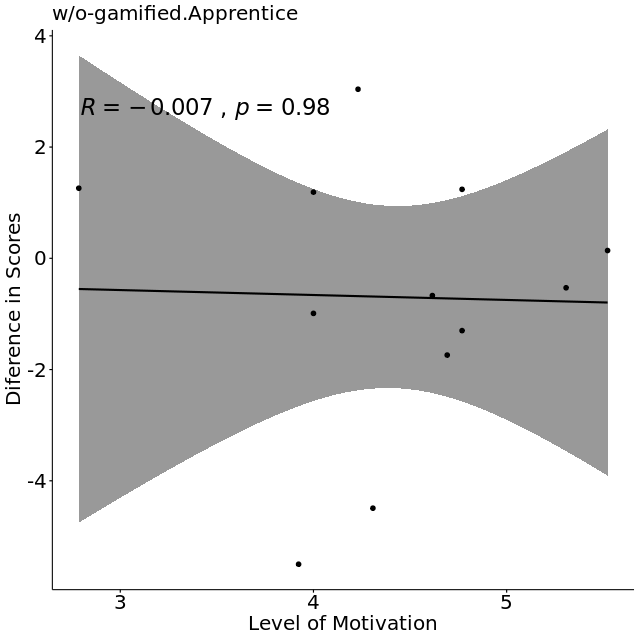 w/o-gamified.Apprentice
4
R = −0.007 , p = 0.98
2
0
-2
-4
Diference in Scores
3 4 5
Level of Motivation